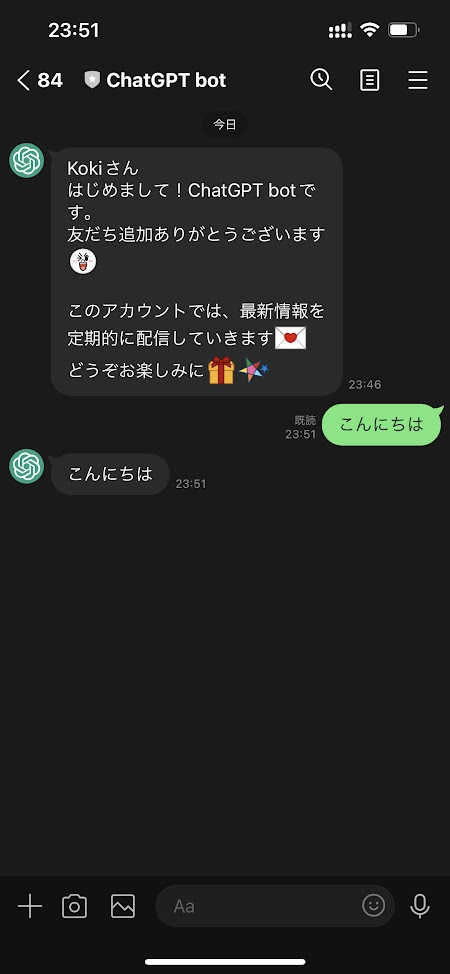 23:51
84 ChatGPT bot
今日
Kokiさん
はじめまして！ChatGPT botで
す。
友だち追加ありがとうございます
このアカウントでは、最新情報を
定期的に配信していきます
どうぞお楽しみに
23:46
こんにちは
既読
23:51
こんにちは
23:51
Aa